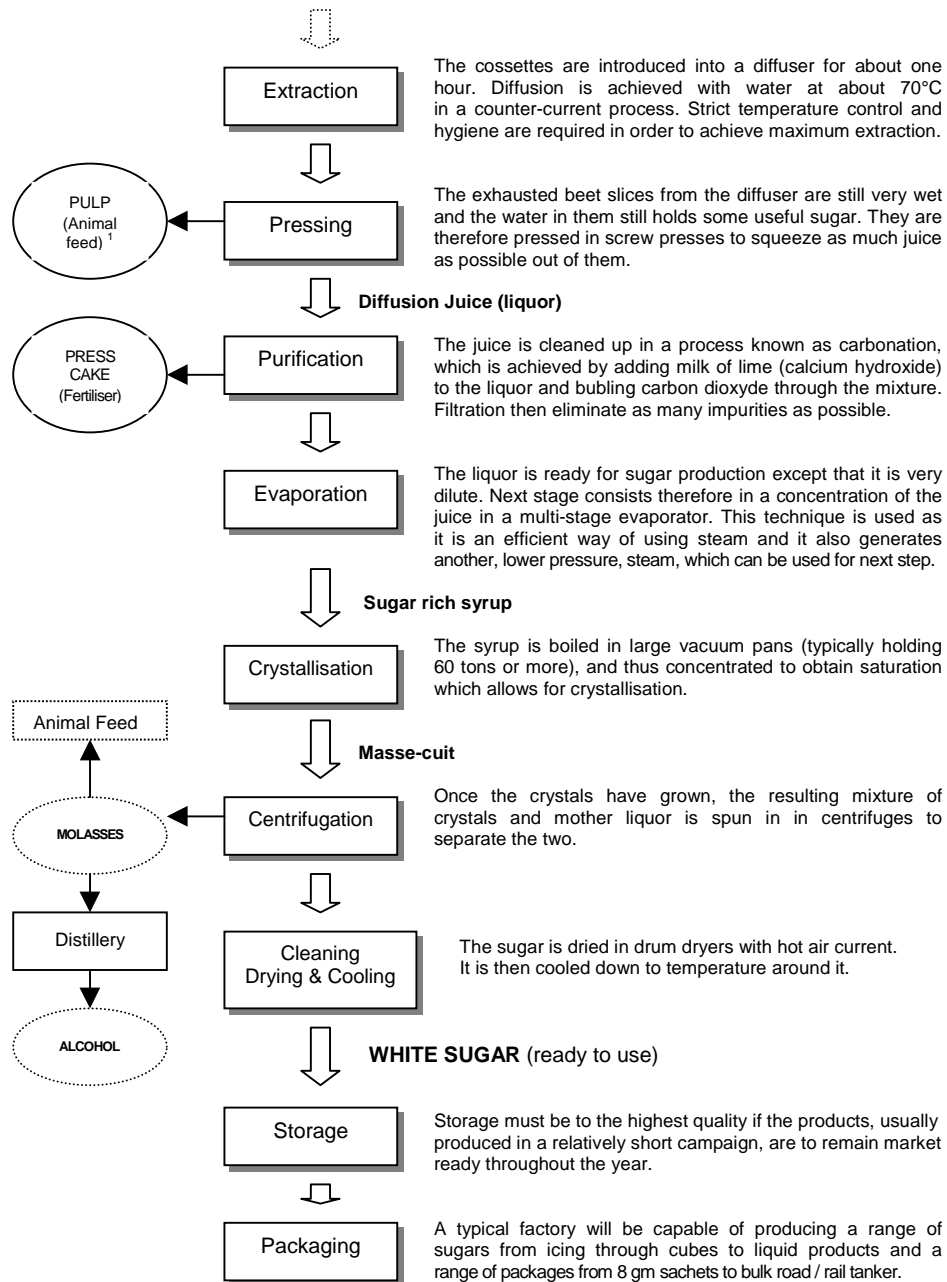 Extraction
The cossettes are introduced into a diffuser for about one
hour. Diffusion is achieved with water at about 70°C
in a counter-current process. Strict temperature control and
hygiene are required in order to achieve maximum extraction.
PULP
(Animal
feed) 1
Pressing
The exhausted beet slices from the diffuser are still very wet
and the water in them still holds some useful sugar. They are
therefore pressed in screw presses to squeeze as much juice
as possible out of them.
Diffusion Juice (liquor)
PRESS
CAKE
(Fertiliser)
Purification
The juice is cleaned up in a process known as carbonation,
which is achieved by adding milk of lime (calcium hydroxide)
to the liquor and bubling carbon dioxyde through the mixture.
Filtration then eliminate as many impurities as possible.
Evaporation
The liquor is ready for sugar production except that it is very
dilute. Next stage consists therefore in a concentration of the
juice in a multi-stage evaporator. This technique is used as
it is an efficient way of using steam and it also generates
another, lower pressure, steam, which can be used for next step.
Sugar rich syrup
Crystallisation
The syrup is boiled in large vacuum pans (typically holding
60 tons or more), and thus concentrated to obtain saturation
which allows for crystallisation.
Animal Feed
Masse-cuit
MOLASSES
Centrifugation
Once the crystals have grown, the resulting mixture of
crystals and mother liquor is spun in in centrifuges to
separate the two.
Distillery
Cleaning
Drying & Cooling
The sugar is dried in drum dryers with hot air current.
It is then cooled down to temperature around it.
ALCOHOL
WHITE SUGAR (ready to use)
Storage
Storage must be to the highest quality if the products, usually
produced in a relatively short campaign, are to remain market
ready throughout the year.
Packaging
A typical factory will be capable of producing a range of
sugars from icing through cubes to liquid products and a
range of packages from 8 gm sachets to bulk road / rail tanker.